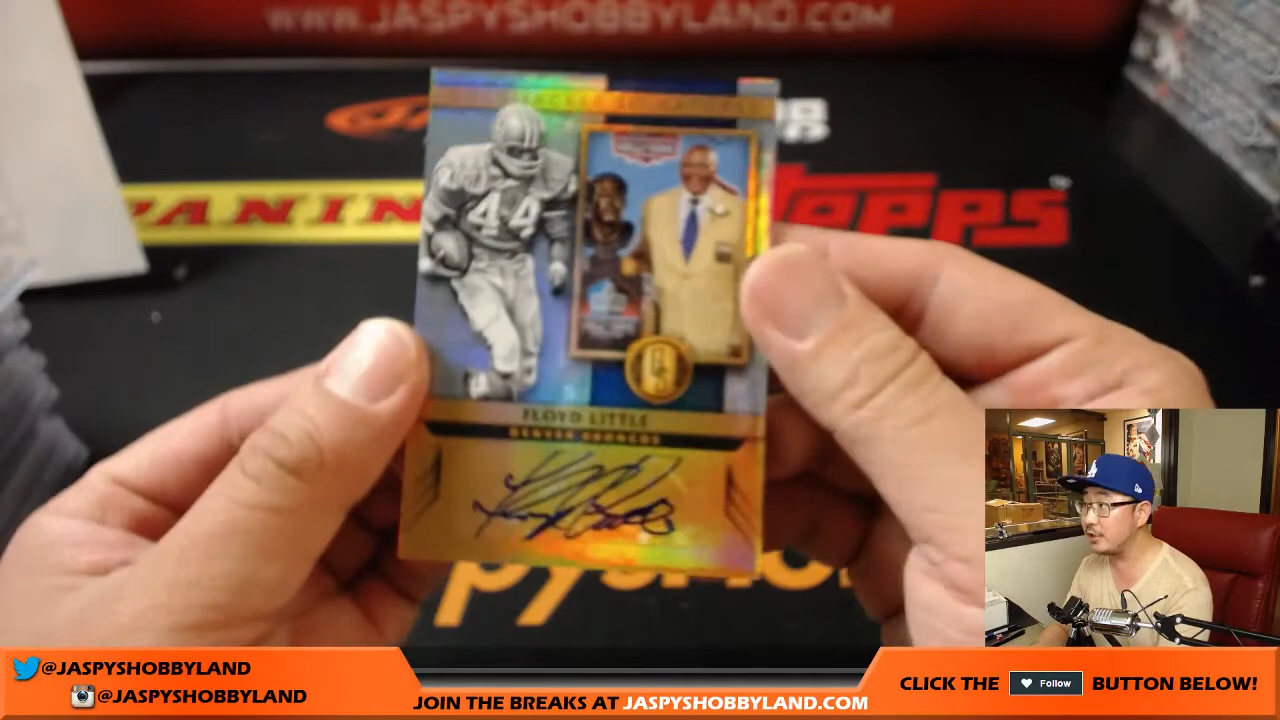 WWW.JASPYSHOBBYLAND.COM
PANINI
TOPPS
44
FLOYD LITTLE
DENVER BRONCOS
@JASPYSHOBBYLAND
@JASPYSHOBBYLAND
JOIN THE BREAKS AT JASPYSHOBBYLAND.COM
CLICK THE Follow BUTTON BELOW!